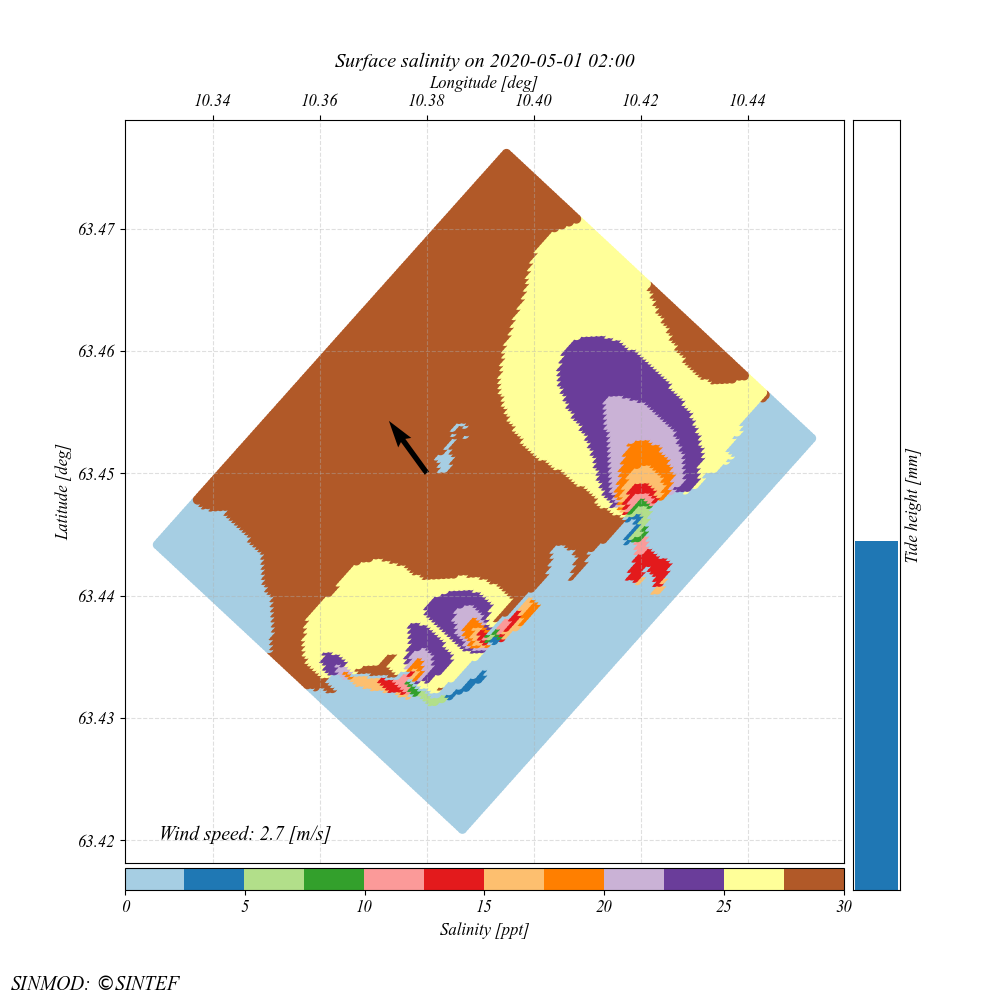 Surface salinity on 2020-05-01 02:00
Longitude [deg]
10.34 10.36 10.38 10.40 10.42 10.44
63.47
63.46
63.45
63.44
63.43
63.42
Latitude [deg]
Tide height [mm]
Wind speed: 2.7 [m/s]
0 5 10 15 20 25 30
Salinity [ppt]
SINMOD: ©SINTEF